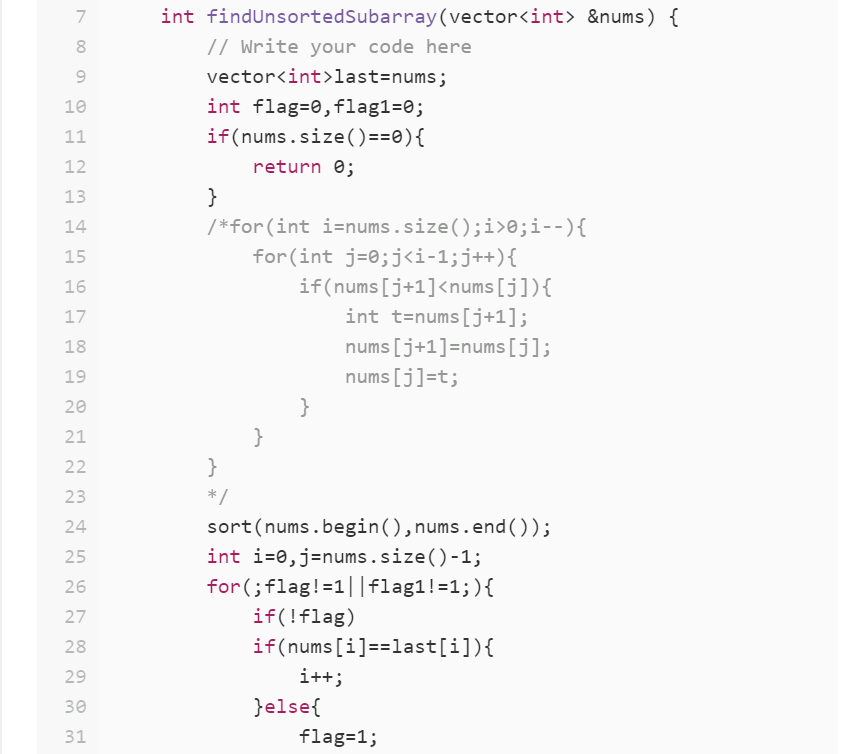 7 int findUnsortedSubarray(vector<int> &nums) {
8 // Write your code here
9 vector<int>last=nums;
10 int flag=0,flag1=0;
11 if(nums.size()==0){
12 return 0;
13 }
14 /*for(int i=nums.size();i>0;i--){
15 for(int j=0;j<i-1;j++){
16 if(nums[j+1]<nums[j]){
17 int t=nums[j+1];
18 nums[j+1]=nums[j];
19 nums[j]=t;
20 }
21 }
22 }
23 */
24 sort(nums.begin(),nums.end());
25 int i=0,j=nums.size()-1;
26 for(;flag!=1||flag1!=1;){
27 if(!flag)
28 if(nums[i]==last[i]){
29 i++;
30 }else{
31 flag=1;